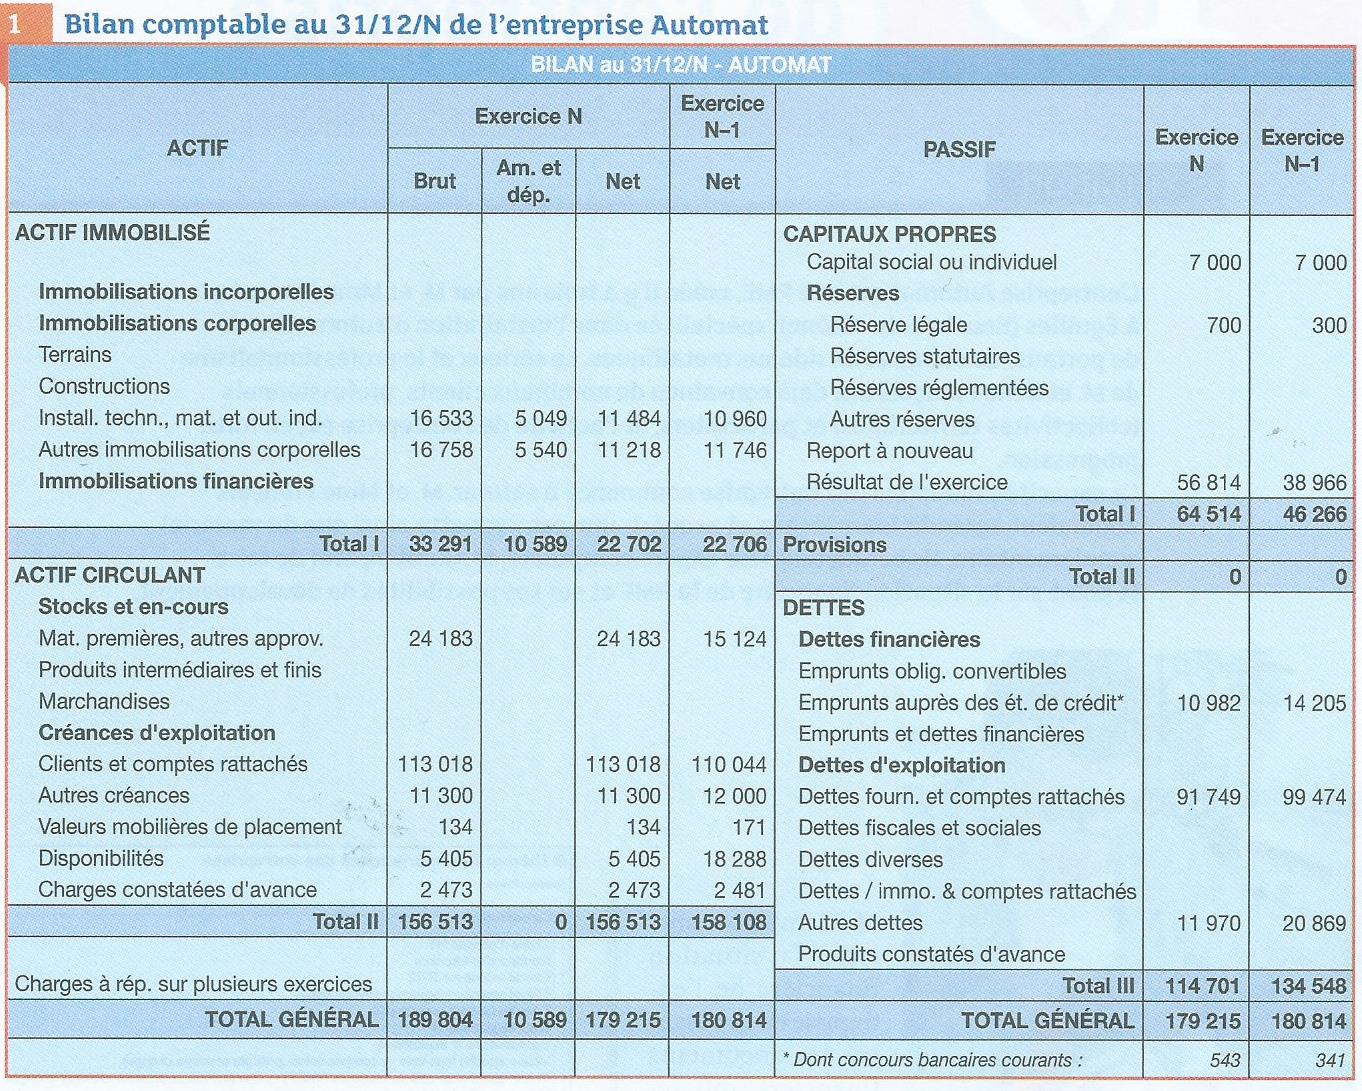 1 Bilan comptable au 31/12/N de l'entreprise Automat
BILAN au 31/12/N - AUTOMAT
ACTIF Exercice N Exercice N–1 PASSIF Exercice N Exercice N–1
Brut Am. et dép. Net Net
ACTIF IMMOBILISÉ
Immobilisations incorporelles
Immobilisations corporelles
Terrains
Constructions
Install. techn., mat. et out. ind. 16 533 5 049 11 484 10 960
Autres immobilisations corporelles 16 758 5 540 11 218 11 746
Immobilisations financières
Total I 33 291 10 589 22 702 22 706
ACTIF CIRCULANT
Stocks et en-cours
Mat. premières, autres approv. 24 183 24 183 15 124
Produits intermédiaires et finis
Marchandises
Créances d'exploitation
Clients et comptes rattachés 113 018 113 018 110 044
Autres créances 11 300 11 300 12 000
Valeurs mobilières de placement 134 134 171
Disponibilités 5 405 5 405 18 288
Charges constatées d'avance 2 473 2 473 2 481
Total II 156 513 0 156 513 158 108
Charges à rép. sur plusieurs exercices
TOTAL GÉNÉRAL 189 804 10 589 179 215 180 814
CAPITAUX PROPRES
Capital social ou individuel 7 000 7 000
Réserves
Réserve légale 700 300
Réserves statutaires
Réserves réglementées
Autres réserves
Report à nouveau
Résultat de l'exercice 56 814 38 966
Total I 64 514 46 266
Provisions
Total II 0 0
DETTES
Dettes financières
Emprunts oblig. convertibles
Emprunts auprès des ét. de crédit* 10 982 14 205
Emprunts et dettes financières
Dettes d'exploitation
Dettes fourn. et comptes rattachés 91 749 99 474
Dettes fiscales et sociales
Dettes diverses
Dettes / immo. & comptes rattachés
Autres dettes 11 970 20 869
Produits constatés d'avance
Total III 114 701 134 548
TOTAL GÉNÉRAL 179 215 180 814
* Dont concours bancaires courants : 543 341